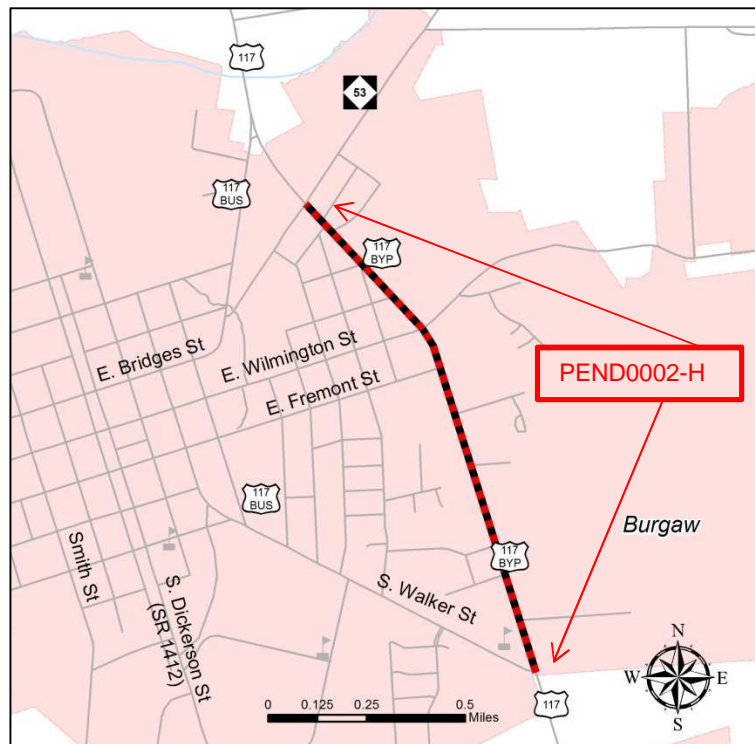 117
53
117
BUS
117
BYP
E. Bridges St
E. Wilmington St
E. Fremont St
PEND0002-H
117
BUS
Burgaw
117
BYP
Smith St
S. Dickerson St
(SR 1412)
S. Walker St
N
W
E
S
0 0.125 0.25 0.5
Miles
117